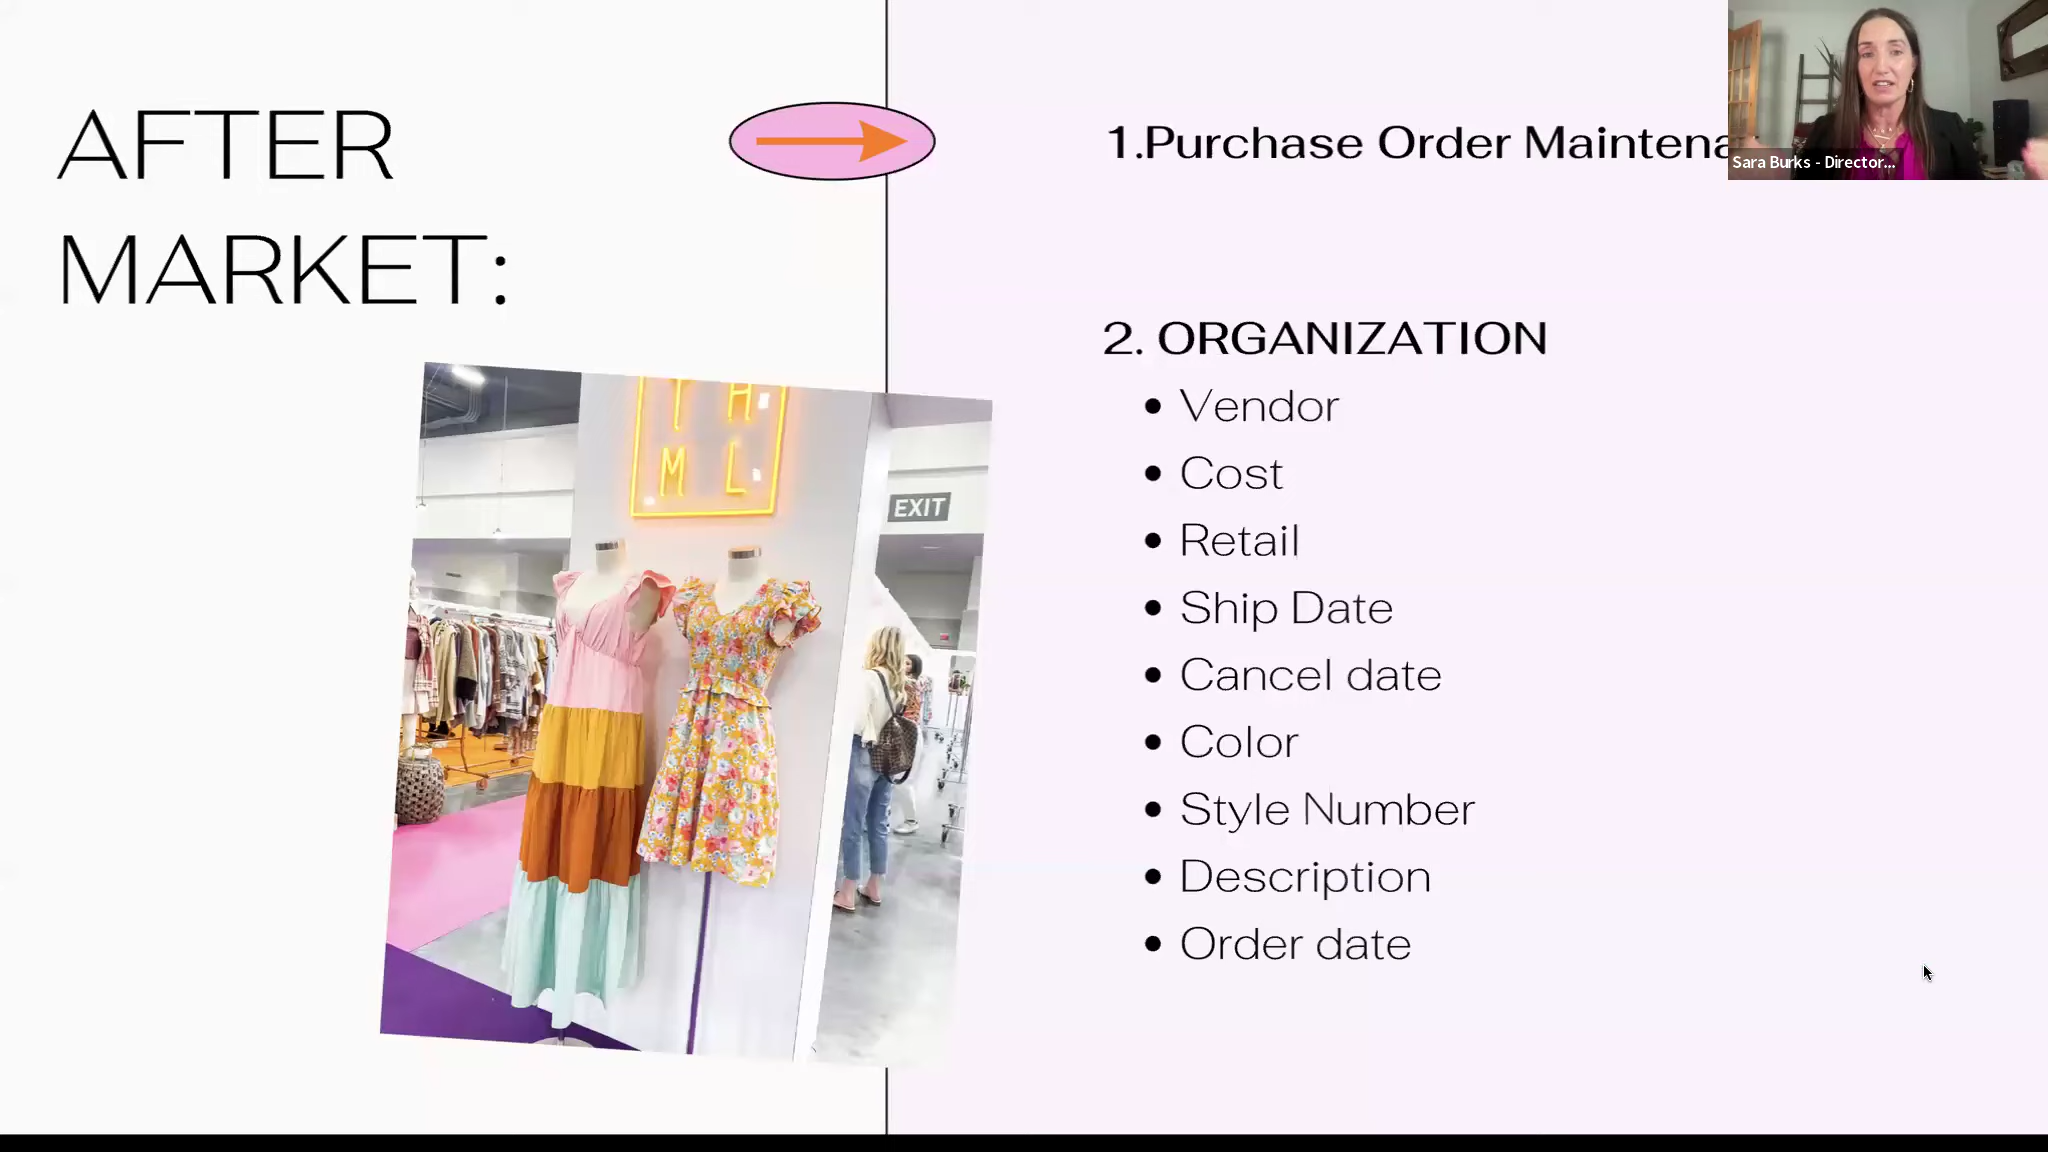 AFTER
MARKET:
1.Purchase Order
Sara Burks - Director...
2. ORGANIZATION
• Vendor
• Cost
• Retail
• Ship Date
• Cancel date
• Color
• Style Number
• Description
• Order date
T H
M L
EXIT